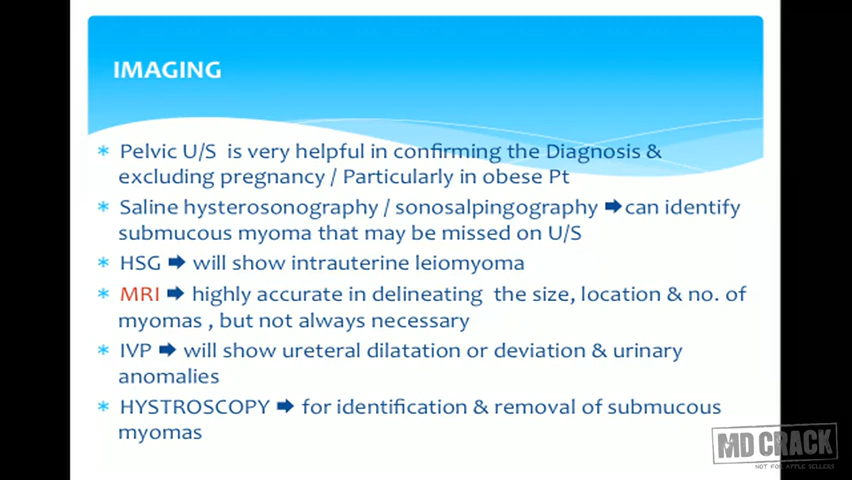 IMAGING
* Pelvic U/S is very helpful in confirming the Diagnosis &
excluding pregnancy / Particularly in obese Pt
* Saline hysterosonography / sonosalpingography ➡can identify
submucous myoma that may be missed on U/S
* HSG ➡ will show intrauterine leiomyoma
* MRI ➡ highly accurate in delineating the size, location & no. of
myomas , but not always necessary
* IVP ➡ will show ureteral dilatation or deviation & urinary
anomalies
* HYSTROSCOPY ➡ for identification & removal of submucous
myomas
MD CRACK
NOT FOR APPLE SELLERS